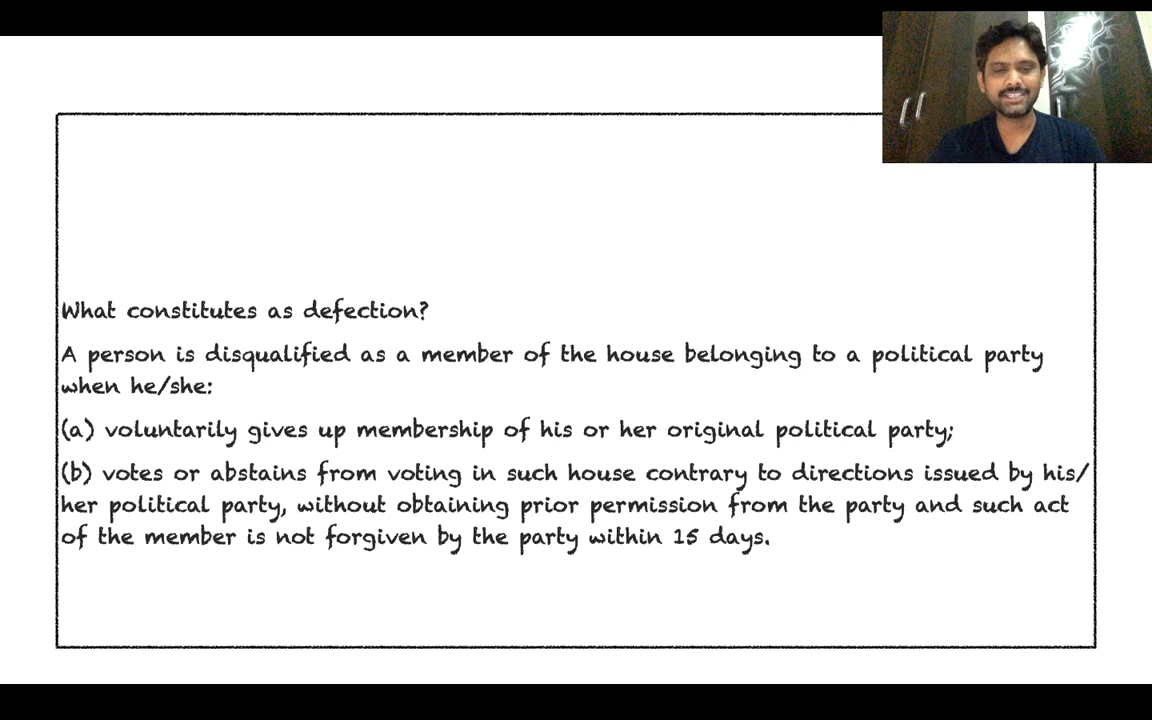 What constitutes as defection?
A person is disqualified as a member of the house belonging to a political party
when he/she:
(a) voluntarily gives up membership of his or her original political party;
(b) votes or abstains from voting in such house contrary to directions issued by his/
her political party, without obtaining prior permission from the party and such act
of the member is not forgiven by the party within 15 days.